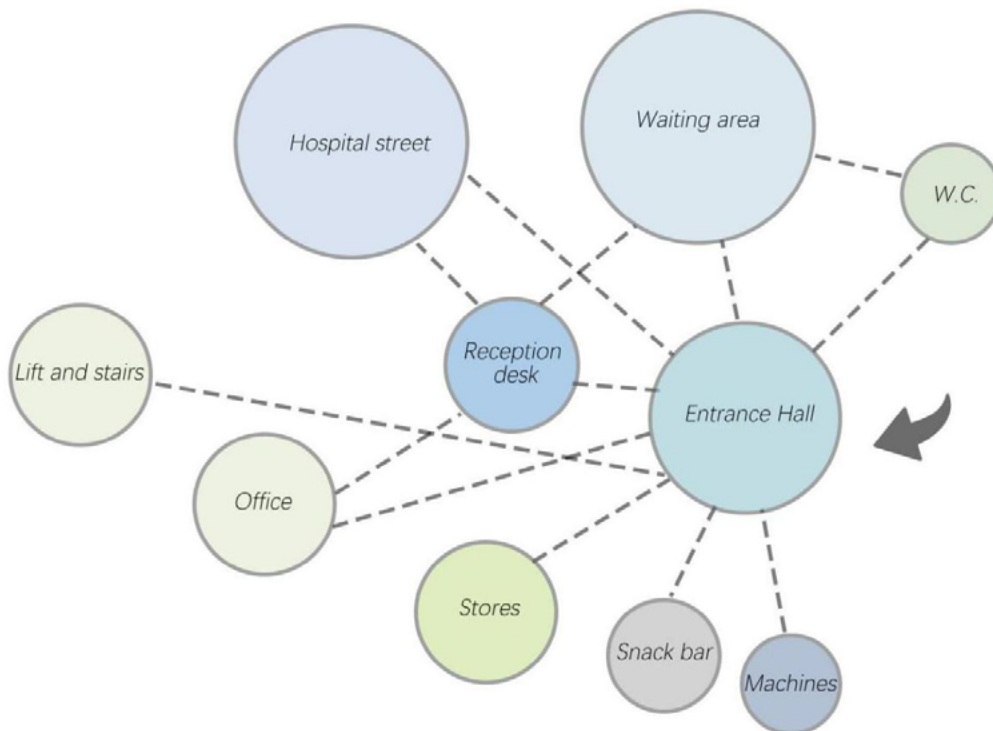 Hospital street
Waiting area
W.C.
Lift and stairs
Reception
desk
Entrance Hall
Office
Stores
Snack bar
Machines